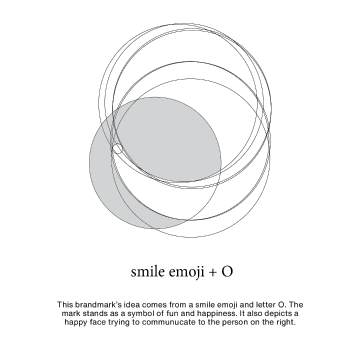 smile emoji + O
This brandmark's idea comes from a smile emoji and letter O. The
mark stands as a symbol of fun and happiness. It also depicts a
happy face trying to communucate to the person on the right.